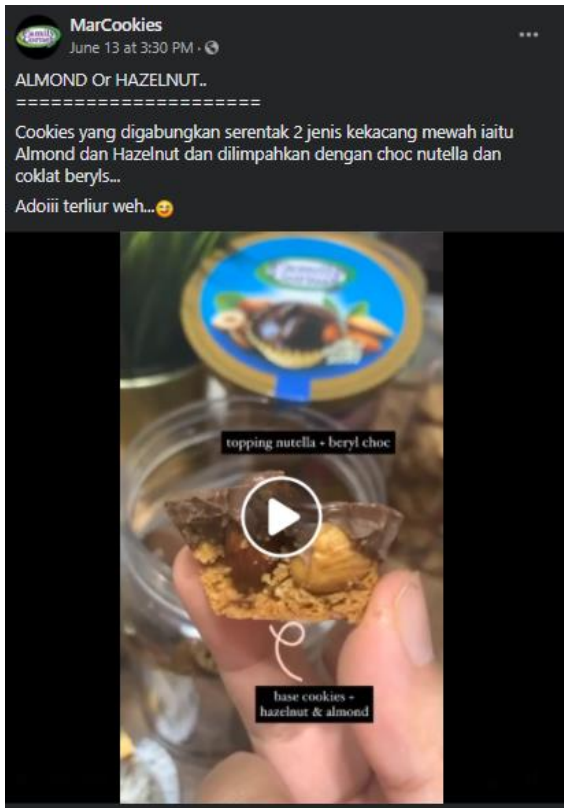 MarCookies
June 13 at 3:30 PM ·
ALMOND Or HAZELNUT..
=====================
Cookies yang digabungkan serentak 2 jenis kekacang mewah iaitu
Almond dan Hazelnut dan dilimpahkan dengan choc nutella dan
coklat beryls...
Adoiii terliur weh...😅
topping nutella + beryl choc
base cookies +
hazelnut & almond